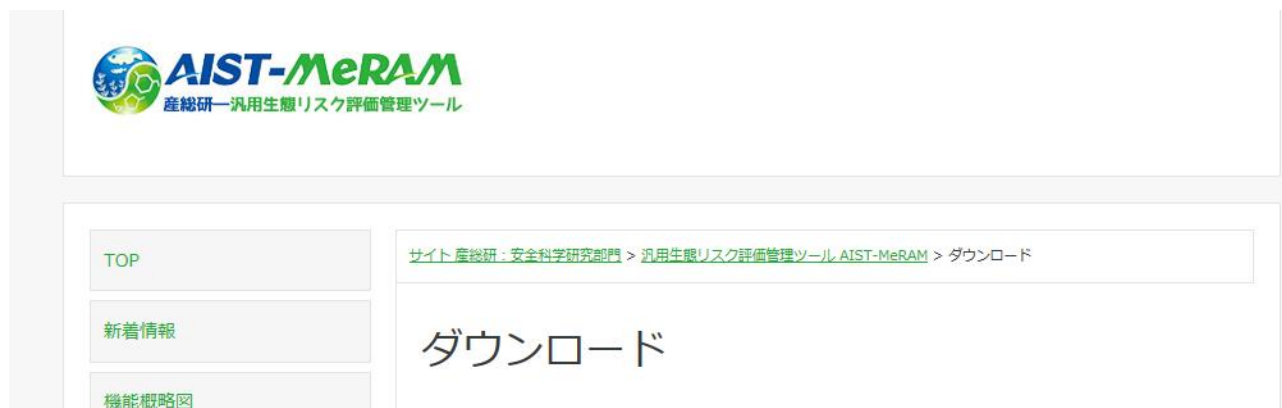 AIST-MeRAM
産総研―汎用生態リスク評価管理ツール
TOP
新着情報
機能概略図
サイト 産総研：安全科学研究部門 > 汎用生態リスク評価管理ツール AIST-MeRAM > ダウンロード
ダウンロード